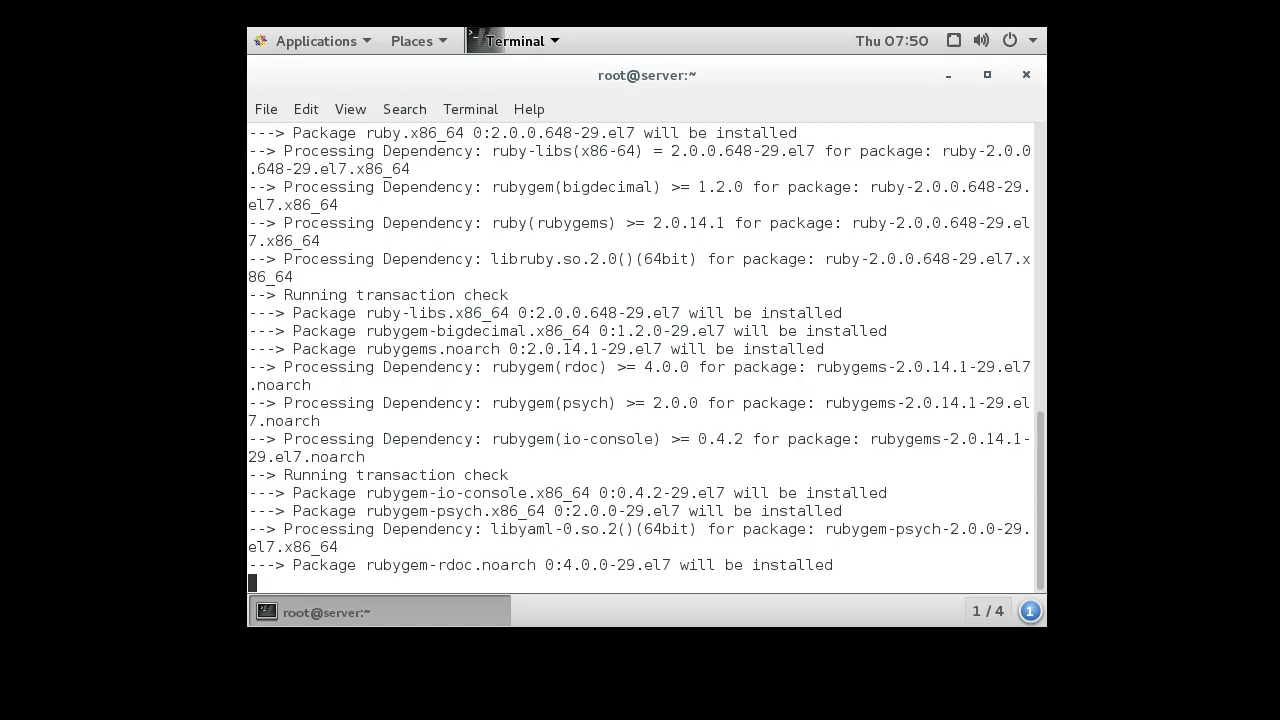 Applications Places Terminal Thu 07:50
root@server:~
File Edit View Search Terminal Help
---> Package ruby.x86_64 0:2.0.0.648-29.el7 will be installed
--> Processing Dependency: ruby-libs(x86-64) = 2.0.0.648-29.el7 for package: ruby-2.0.0
.648-29.el7.x86_64
--> Processing Dependency: rubygem(bigdecimal) >= 1.2.0 for package: ruby-2.0.0.648-29.
el7.x86_64
--> Processing Dependency: ruby(rubygems) >= 2.0.14.1 for package: ruby-2.0.0.648-29.el
7.x86_64
--> Processing Dependency: libruby.so.2.0()(64bit) for package: ruby-2.0.0.648-29.el7.x
86_64
--> Running transaction check
---> Package ruby-libs.x86_64 0:2.0.0.648-29.el7 will be installed
---> Package rubygem-bigdecimal.x86_64 0:1.2.0-29.el7 will be installed
---> Package rubygems.noarch 0:2.0.14.1-29.el7 will be installed
--> Processing Dependency: rubygem(rdoc) >= 4.0.0 for package: rubygems-2.0.14.1-29.el7
.noarch
--> Processing Dependency: rubygem(psych) >= 2.0.0 for package: rubygems-2.0.14.1-29.el
7.noarch
--> Processing Dependency: rubygem(io-console) >= 0.4.2 for package: rubygems-2.0.14.1-
29.el7.noarch
--> Running transaction check
---> Package rubygem-io-console.x86_64 0:0.4.2-29.el7 will be installed
---> Package rubygem-psych.x86_64 0:2.0.0-29.el7 will be installed
--> Processing Dependency: libyaml-0.so.2()(64bit) for package: rubygem-psych-2.0.0-29.
el7.x86_64
---> Package rubygem-rdoc.noarch 0:4.0.0-29.el7 will be installed
root@server:~ 1 / 4 1